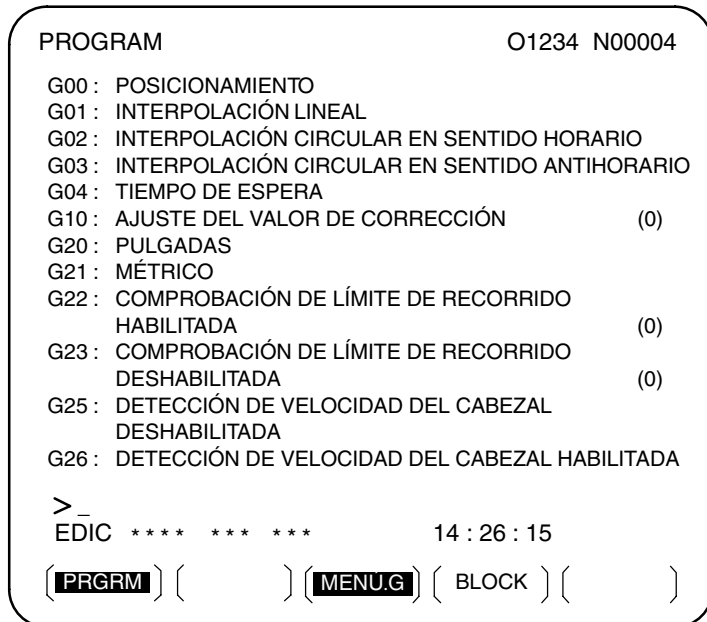 PROGRAM O1234 N00004
G00 : POSICIONAMIENTO
G01 : INTERPOLACIÓN LINEAL
G02 : INTERPOLACIÓN CIRCULAR EN SENTIDO HORARIO
G03 : INTERPOLACIÓN CIRCULAR EN SENTIDO ANTIHORARIO
G04 : TIEMPO DE ESPERA
G10 : AJUSTE DEL VALOR DE CORRECCIÓN (0)
G20 : PULGADAS
G21 : MÉTRICO
G22 : COMPROBACIÓN DE LÍMITE DE RECORRIDO
HABILITADA (0)
G23 : COMPROBACIÓN DE LÍMITE DE RECORRIDO
DESHABILITADA (0)
G25 : DETECCIÓN DE VELOCIDAD DEL CABEZAL
DESHABILITADA
G26 : DETECCIÓN DE VELOCIDAD DEL CABEZAL HABILITADA
>_
EDIC **** *** *** 14 : 26 : 15
[ PRGRM ] [ ] [ MENÚ.G ] [ BLOCK ] [ ]